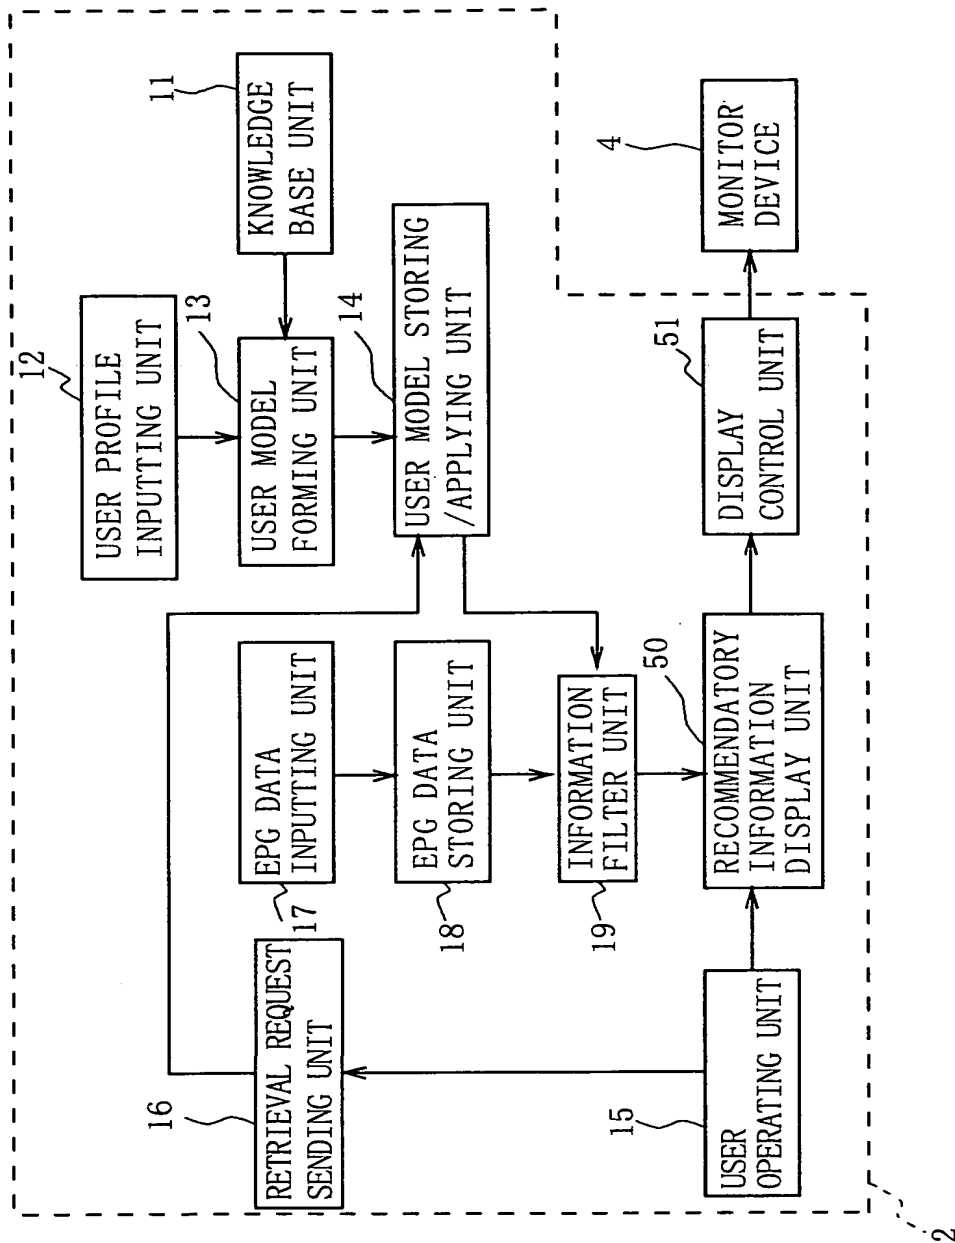 12
USER PROFILE
INPUTTING UNIT
11
KNOWLEDGE
BASE UNIT
13
USER MODEL
FORMING UNIT
14
USER MODEL STORING
/APPLYING UNIT
16
RETRIEVAL REQUEST
SENDING UNIT
EPG DATA
INPUTTING UNIT
17
EPG DATA
STORING UNIT
18
INFORMATION
FILTER UNIT
19
15
USER
OPERATING UNIT
50
RECOMMENDATORY
INFORMATION
DISPLAY UNIT
51
DISPLAY
CONTROL UNIT
4
MONITOR
DEVICE
2